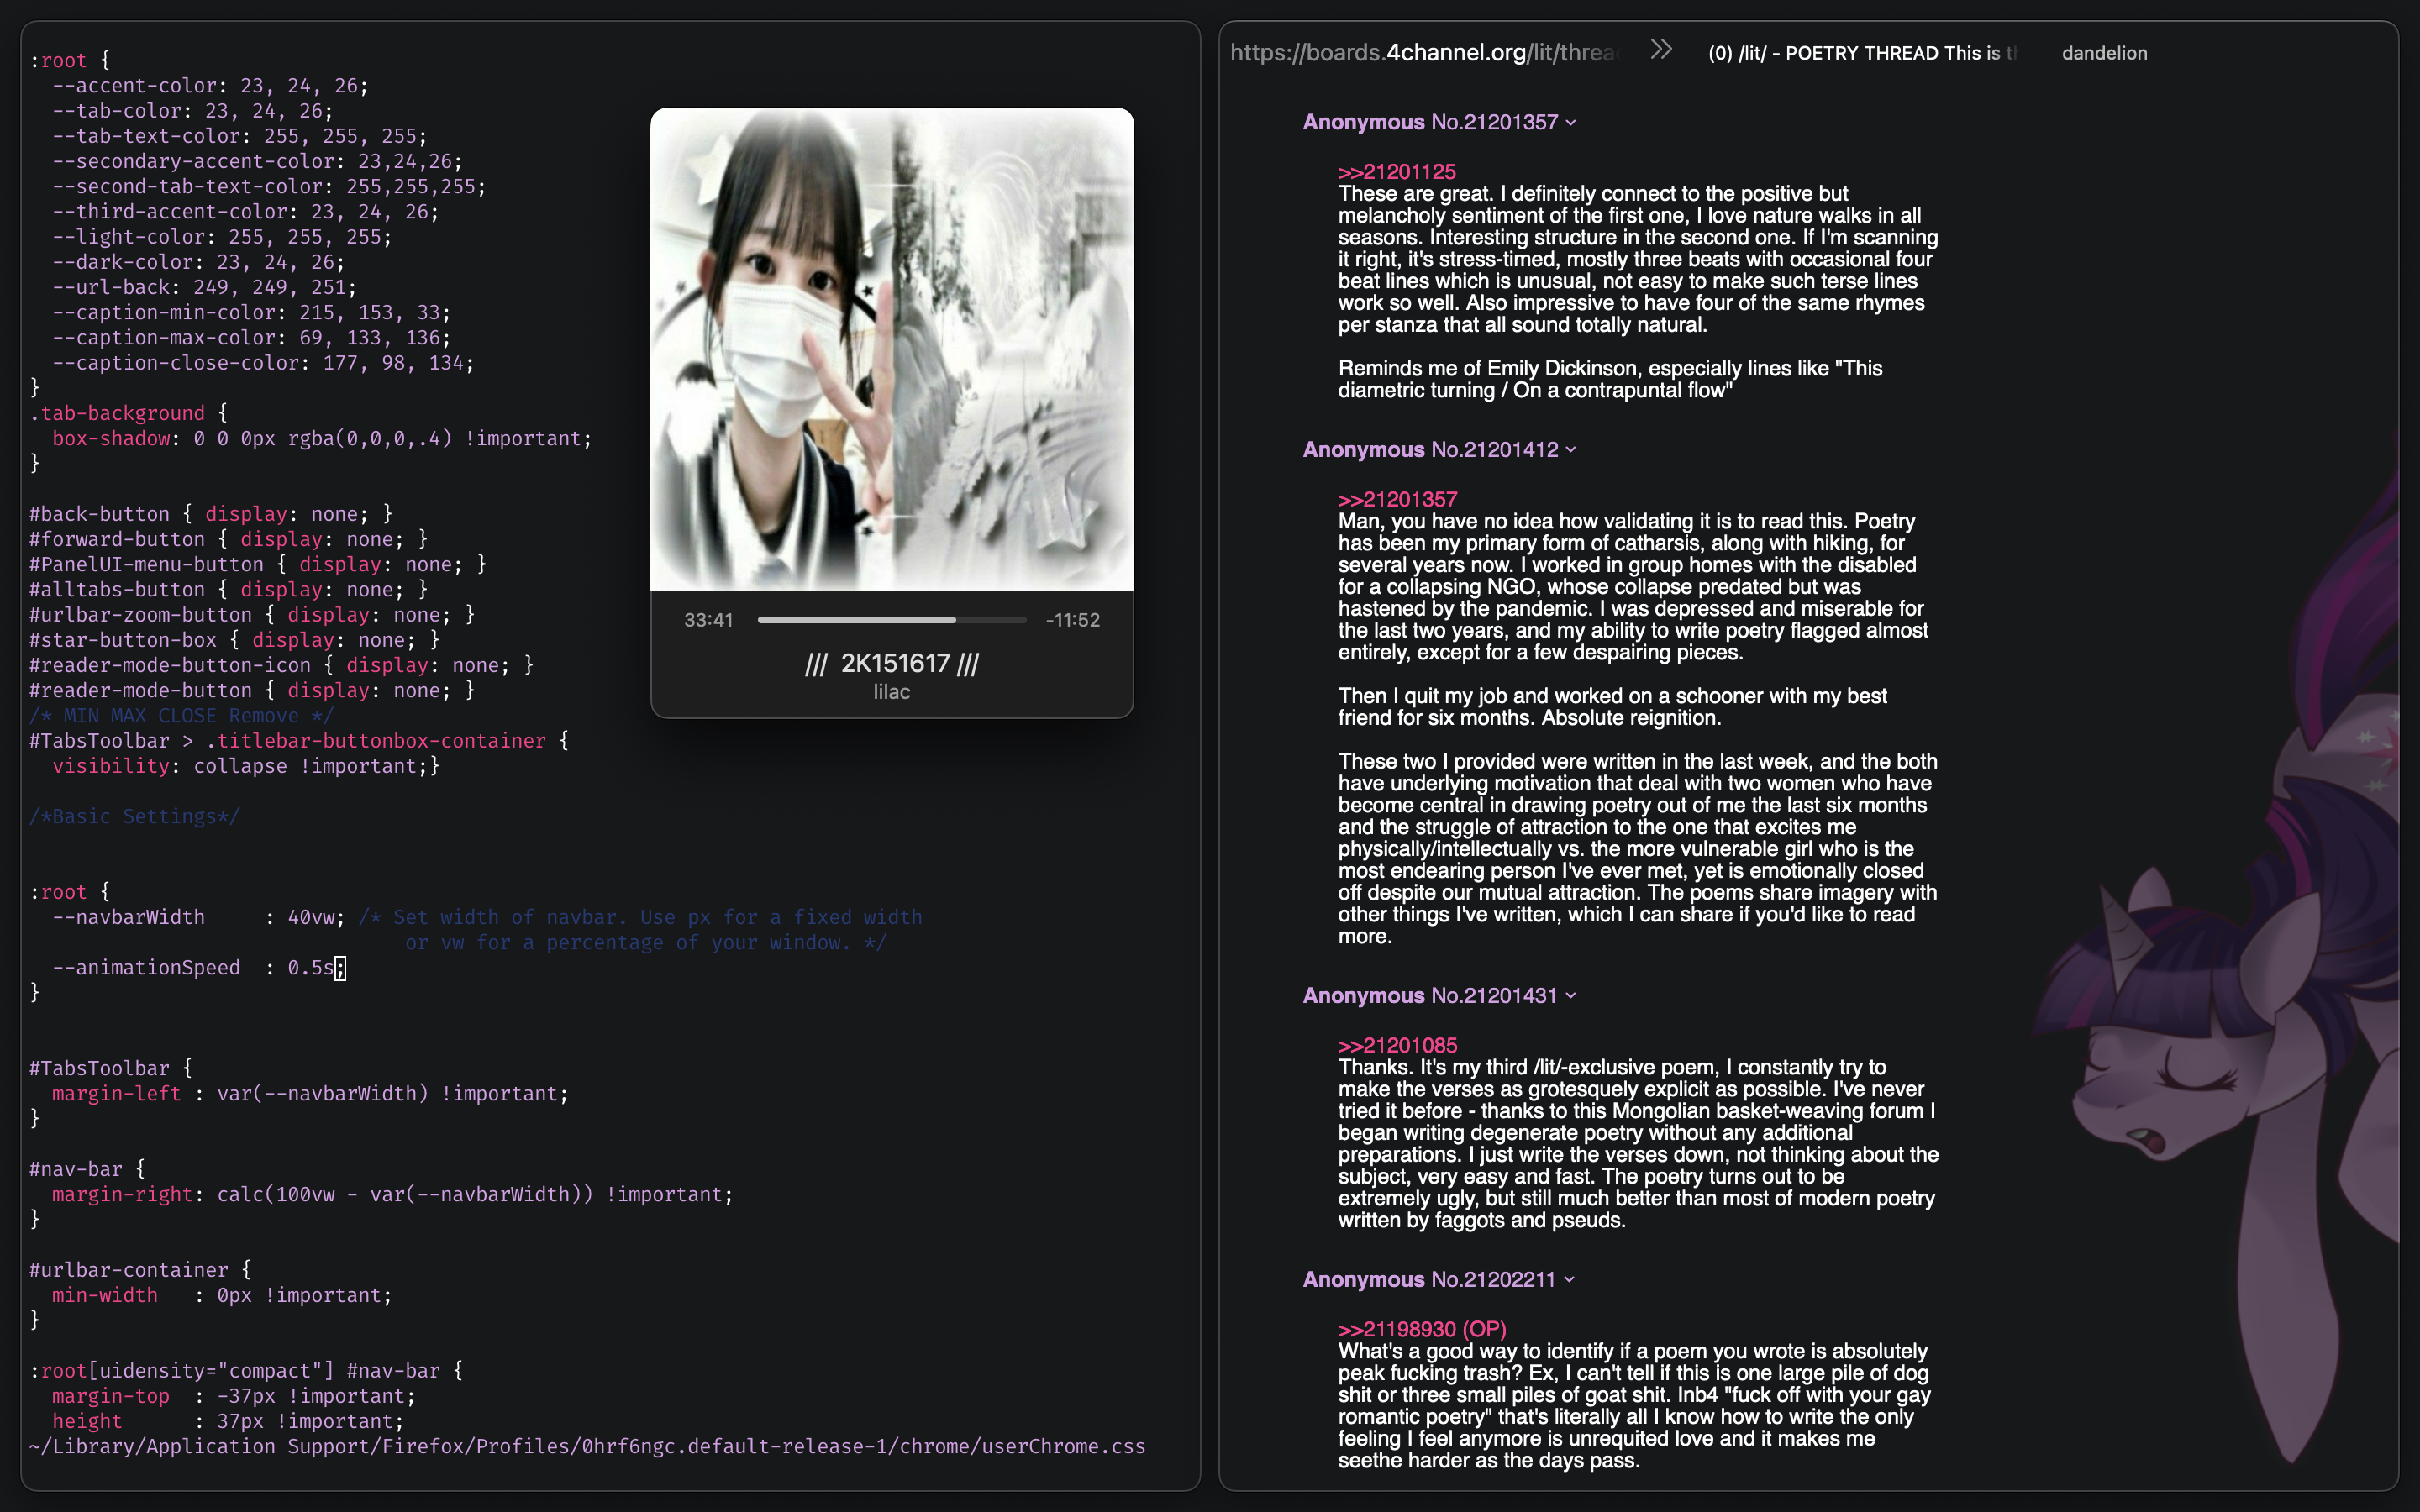 :root {
  --accent-color: 23, 24, 26;
  --tab-color: 23, 24, 26;
  --tab-text-color: 255, 255, 255;
  --secondary-accent-color: 23,24,26;
  --second-tab-text-color: 255,255,255;
  --third-accent-color: 23, 24, 26;
  --light-color: 255, 255, 255;
  --dark-color: 23, 24, 26;
  --url-back: 249, 249, 251;
  --caption-min-color: 215, 153, 33;
  --caption-max-color: 69, 133, 136;
  --caption-close-color: 177, 98, 134;
}
.tab-background {
  box-shadow: 0 0 0px rgba(0,0,0,.4) !important;
}
#back-button { display: none; }
#forward-button { display: none; }
#PanelUI-menu-button { display: none; }
#alltabs-button { display: none; }
#urlbar-zoom-button { display: none; }
#star-button-box { display: none; }
#reader-mode-button-icon { display: none; }
#reader-mode-button { display: none; }
/* MIN MAX CLOSE Remove */
#TabsToolbar > .titlebar-buttonbox-container {
  visibility: collapse !important;}
/*Basic Settings*/
:root {
  --navbarWidth     : 40vw; /* Set width of navbar. Use px for a fixed width
                                or vw for a percentage of your window. */
  --animationSpeed  : 0.5s;
}
#TabsToolbar {
  margin-left : var(--navbarWidth) !important;
}
#nav-bar {
  margin-right: calc(100vw - var(--navbarWidth)) !important;
}
#urlbar-container {
  min-width   : 0px !important;
}
:root[uidensity="compact"] #nav-bar {
  margin-top  : -37px !important;
  height      : 37px !important;
~/Library/Application Support/Firefox/Profiles/0hrf6ngc.default-release-1/chrome/userChrome.css
33:41 -11:52
/// 2K151617 ///
lilac
https://boards.4channel.org/lit/threa (0) /lit/ - POETRY THREAD This is th dandelion
Anonymous No.21201357
>>21201125
These are great. I definitely connect to the positive but
melancholy sentiment of the first one, I love nature walks in all
seasons. Interesting structure in the second one. If I'm scanning
it right, it's stress-timed, mostly three beats with occasional four
beat lines which is unusual, not easy to make such terse lines
work so well. Also impressive to have four of the same rhymes
per stanza that all sound totally natural.
Reminds me of Emily Dickinson, especially lines like "This
diametric turning / On a contrapuntal flow"
Anonymous No.21201412
>>21201357
Man, you have no idea how validating it is to read this. Poetry
has been my primary form of catharsis, along with hiking, for
several years now. I worked in group homes with the disabled
for a collapsing NGO, whose collapse predated but was
hastened by the pandemic. I was depressed and miserable for
the last two years, and my ability to write poetry flagged almost
entirely, except for a few despairing pieces.
Then I quit my job and worked on a schooner with my best
friend for six months. Absolute reignition.
These two I provided were written in the last week, and the both
have underlying motivation that deal with two women who have
become central in drawing poetry out of me the last six months
and the struggle of attraction to the one that excites me
physically/intellectually vs. the more vulnerable girl who is the
most endearing person I've ever met, yet is emotionally closed
off despite our mutual attraction. The poems share imagery with
other things I've written, which I can share if you'd like to read
more.
Anonymous No.21201431
>>21201085
Thanks. It's my third /lit/-exclusive poem, I constantly try to
make the verses as grotesquely explicit as possible. I've never
tried it before - thanks to this Mongolian basket-weaving forum I
began writing degenerate poetry without any additional
preparations. I just write the verses down, not thinking about the
subject, very easy and fast. The poetry turns out to be
extremely ugly, but still much better than most of modern poetry
written by faggots and pseuds.
Anonymous No.21202211
>>21198930 (OP)
What's a good way to identify if a poem you wrote is absolutely
peak fucking trash? Ex, I can't tell if this is one large pile of dog
shit or three small piles of goat shit. Inb4 "fuck off with your gay
romantic poetry" that's literally all I know how to write the only
feeling I feel anymore is unrequited love and it makes me
seethe harder as the days pass.